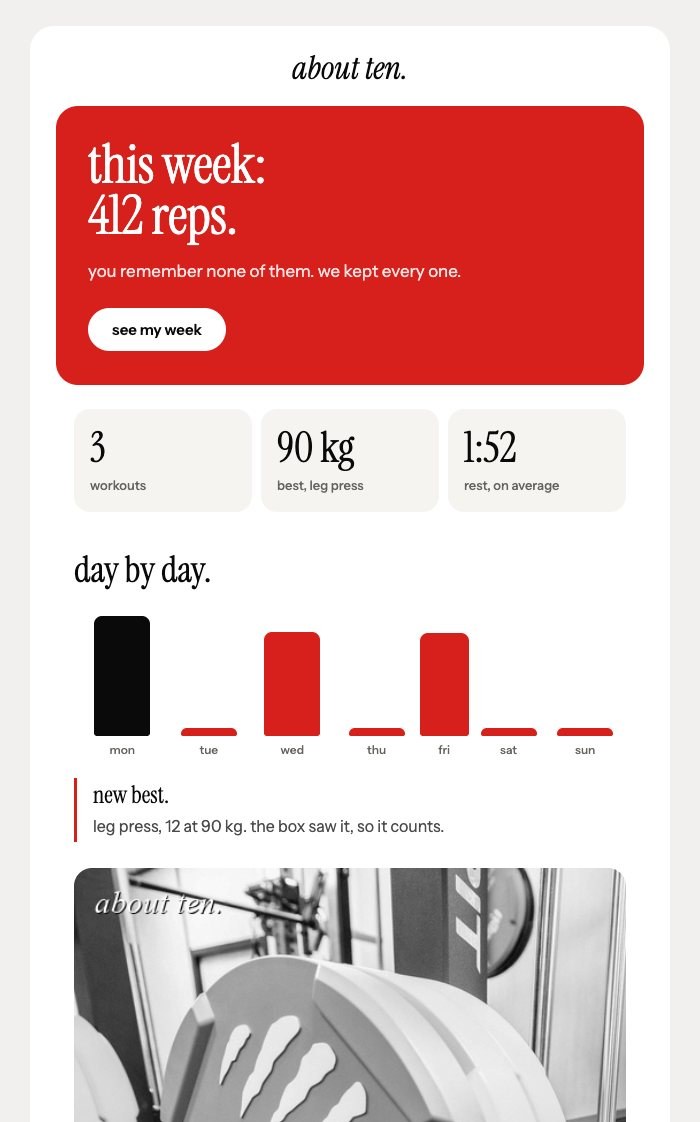 about ten.
this week:
412 reps.
you remember none of them. we kept every one.
see my week
3
workouts
90 kg
best, leg press
1:52
rest, on average
day by day.
mon tue wed thu fri sat sun
new best.
leg press, 12 at 90 kg. the box saw it, so it counts.
about ten.